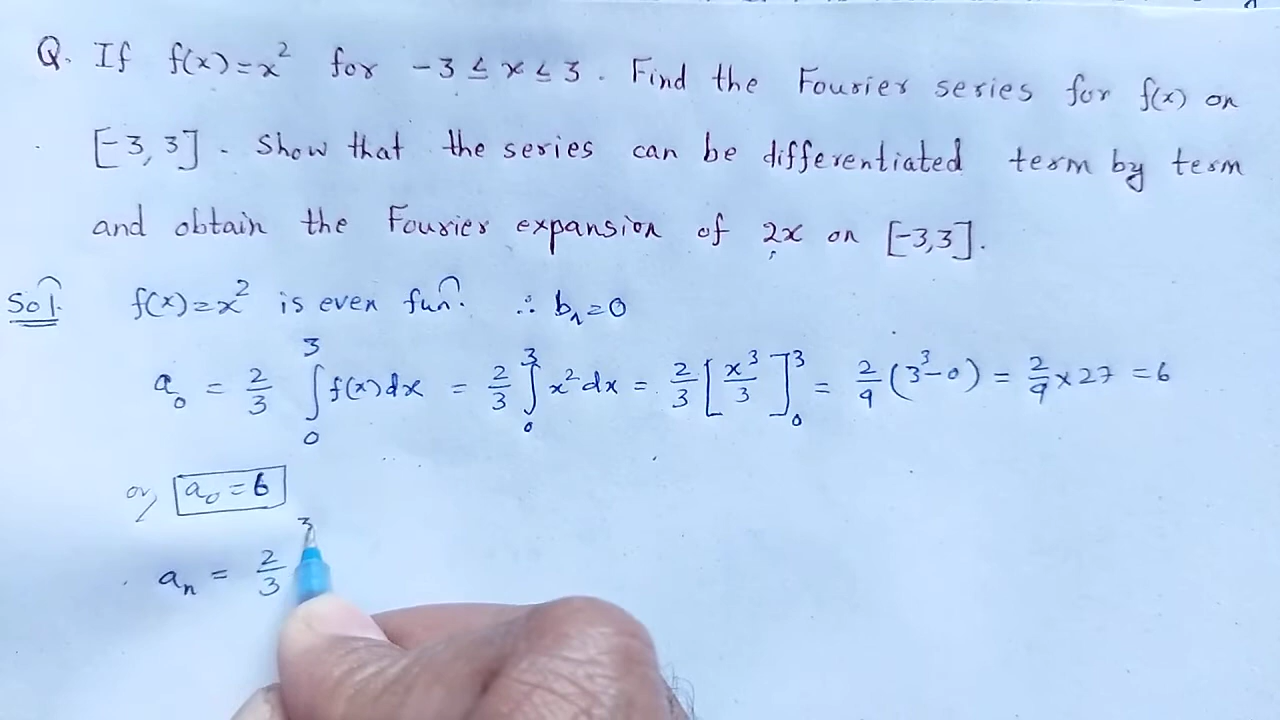 Q. If f(x)=x² for -3 ≤ x ≤ 3. Find the Fourier series for f(x) on
[-3, 3]. Show that the series can be differentiated term by term
and obtain the Fourier expansion of 2x on [-3,3].
Solⁿ. f(x)=x² is even funⁿ. ∴ bₙ=0
a₀ = 2/3 ∫₀³ f(x)dx = 2/3 ∫₀³ x² dx = 2/3 [x³/3]₀³ = 2/9 (3³-0) = 2/9 × 27 = 6
or, a₀ = 6
aₙ = 2/3